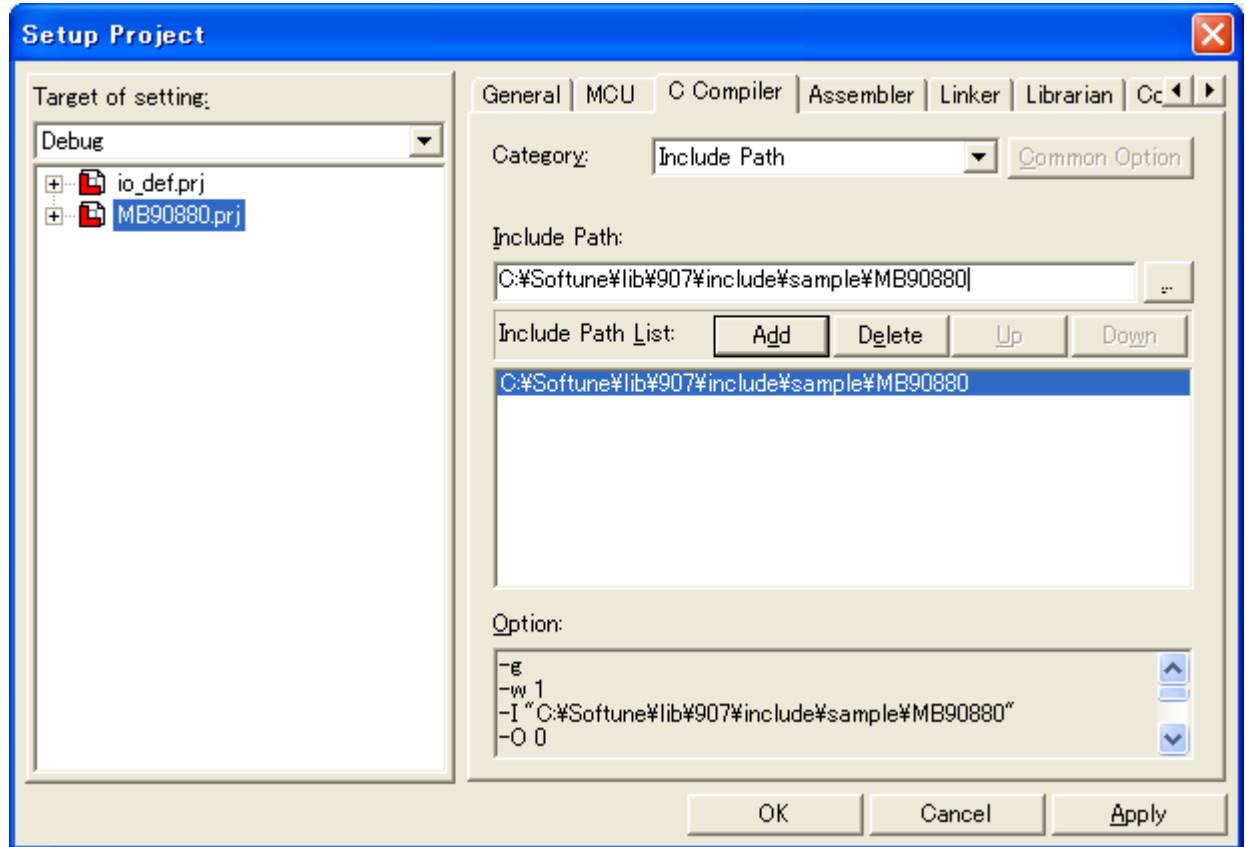 Setup Project
Target of setting:
Debug
io_def.prj
MB90880.prj
General MCU C Compiler Assembler Linker Librarian Cc
Category: Include Path Common Option
Include Path:
C:¥Softune¥lib¥907¥include¥sample¥MB90880
...
Include Path List: Add Delete Up Down
C:¥Softune¥lib¥907¥include¥sample¥MB90880
Option:
-g
-w 1
-I "C:¥Softune¥lib¥907¥include¥sample¥MB90880"
-O 0
OK Cancel Apply